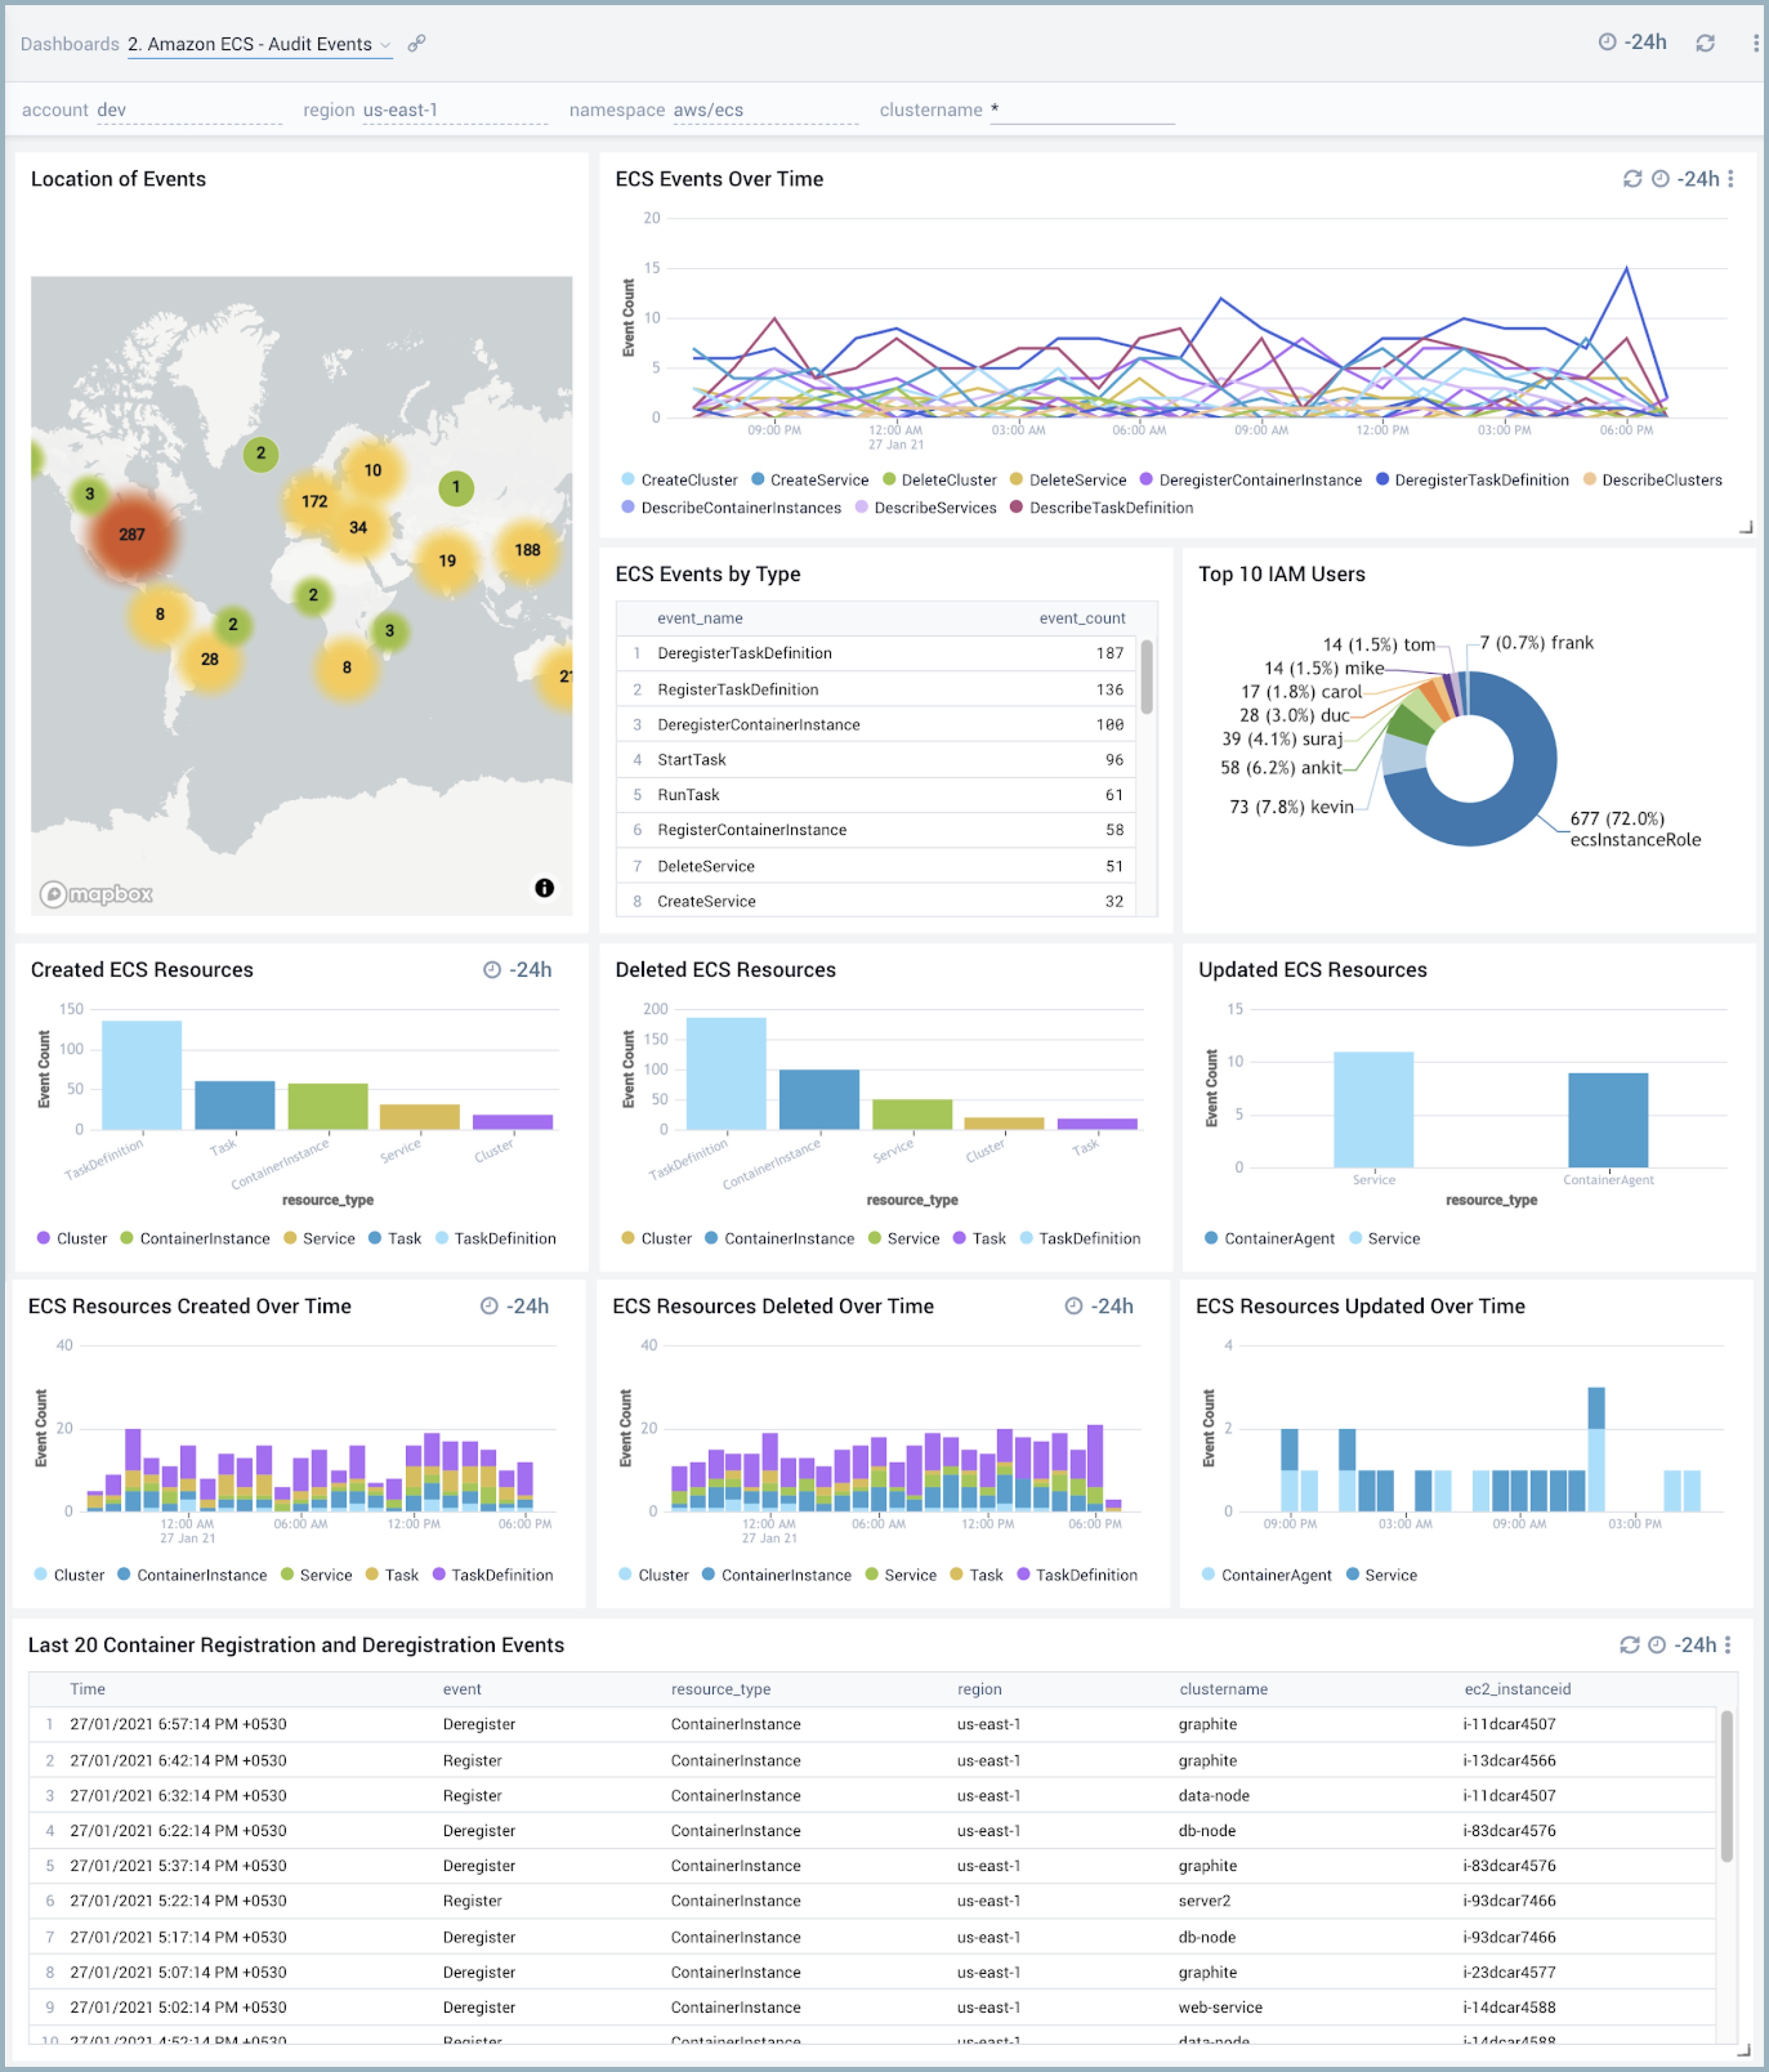 Dashboards 2. Amazon ECS - Audit Events -24h
account dev region us-east-1 namespace aws/ecs clustername *
Location of Events
3
287
2
172
10
34
1
19
188
8
2
28
2
3
8
mapbox
ECS Events Over Time -24h
Event Count
20
15
10
5
0
09:00 PM 12:00 AM 03:00 AM 06:00 AM 09:00 AM 12:00 PM 03:00 PM 06:00 PM
27 Jan 21
CreateCluster CreateService DeleteCluster DeleteService DeregisterContainerInstance DeregisterTaskDefinition DescribeClusters
DescribeContainerInstances DescribeServices DescribeTaskDefinition
ECS Events by Type
event_name event_count
1 DeregisterTaskDefinition 187
2 RegisterTaskDefinition 136
3 DeregisterContainerInstance 100
4 StartTask 96
5 RunTask 61
6 RegisterContainerInstance 58
7 DeleteService 51
8 CreateService 32
Top 10 IAM Users
14 (1.5%) tom 7 (0.7%) frank
14 (1.5%) mike
17 (1.8%) carol
28 (3.0%) duc
39 (4.1%) suraj
58 (6.2%) ankit
73 (7.8%) kevin
677 (72.0%)
ecsInstanceRole
Created ECS Resources -24h
Event Count
150
100
50
0
TaskDefinition Task ContainerInstance Service Cluster
resource_type
Cluster ContainerInstance Service Task TaskDefinition
Deleted ECS Resources
Event Count
200
150
100
50
0
TaskDefinition ContainerInstance Service Cluster Task
resource_type
Cluster ContainerInstance Service Task TaskDefinition
Updated ECS Resources
Event Count
15
10
5
0
Service ContainerAgent
resource_type
ContainerAgent Service
ECS Resources Created Over Time -24h
Event Count
40
20
0
12:00 AM 06:00 AM 12:00 PM 06:00 PM
27 Jan 21
Cluster ContainerInstance Service Task TaskDefinition
ECS Resources Deleted Over Time -24h
Event Count
40
20
0
12:00 AM 06:00 AM 12:00 PM 06:00 PM
27 Jan 21
Cluster ContainerInstance Service Task TaskDefinition
ECS Resources Updated Over Time
Event Count
4
2
0
09:00 PM 03:00 AM 09:00 AM 03:00 PM
ContainerAgent Service
Last 20 Container Registration and Deregistration Events -24h
Time event resource_type region clustername ec2_instanceid
1 27/01/2021 6:57:14 PM +0530 Deregister ContainerInstance us-east-1 graphite i-11dcar4507
2 27/01/2021 6:42:14 PM +0530 Register ContainerInstance us-east-1 graphite i-13dcar4566
3 27/01/2021 6:32:14 PM +0530 Register ContainerInstance us-east-1 data-node i-11dcar4507
4 27/01/2021 6:22:14 PM +0530 Deregister ContainerInstance us-east-1 db-node i-83dcar4576
5 27/01/2021 5:37:14 PM +0530 Deregister ContainerInstance us-east-1 graphite i-83dcar4576
6 27/01/2021 5:22:14 PM +0530 Register ContainerInstance us-east-1 server2 i-93dcar7466
7 27/01/2021 5:17:14 PM +0530 Deregister ContainerInstance us-east-1 db-node i-93dcar7466
8 27/01/2021 5:07:14 PM +0530 Deregister ContainerInstance us-east-1 graphite i-23dcar4577
9 27/01/2021 5:02:14 PM +0530 Deregister ContainerInstance us-east-1 web-service i-14dcar4588
10 27/01/2021 4:52:14 PM +0530 Register ContainerInstance us-east-1 data-node i-14dcar4588